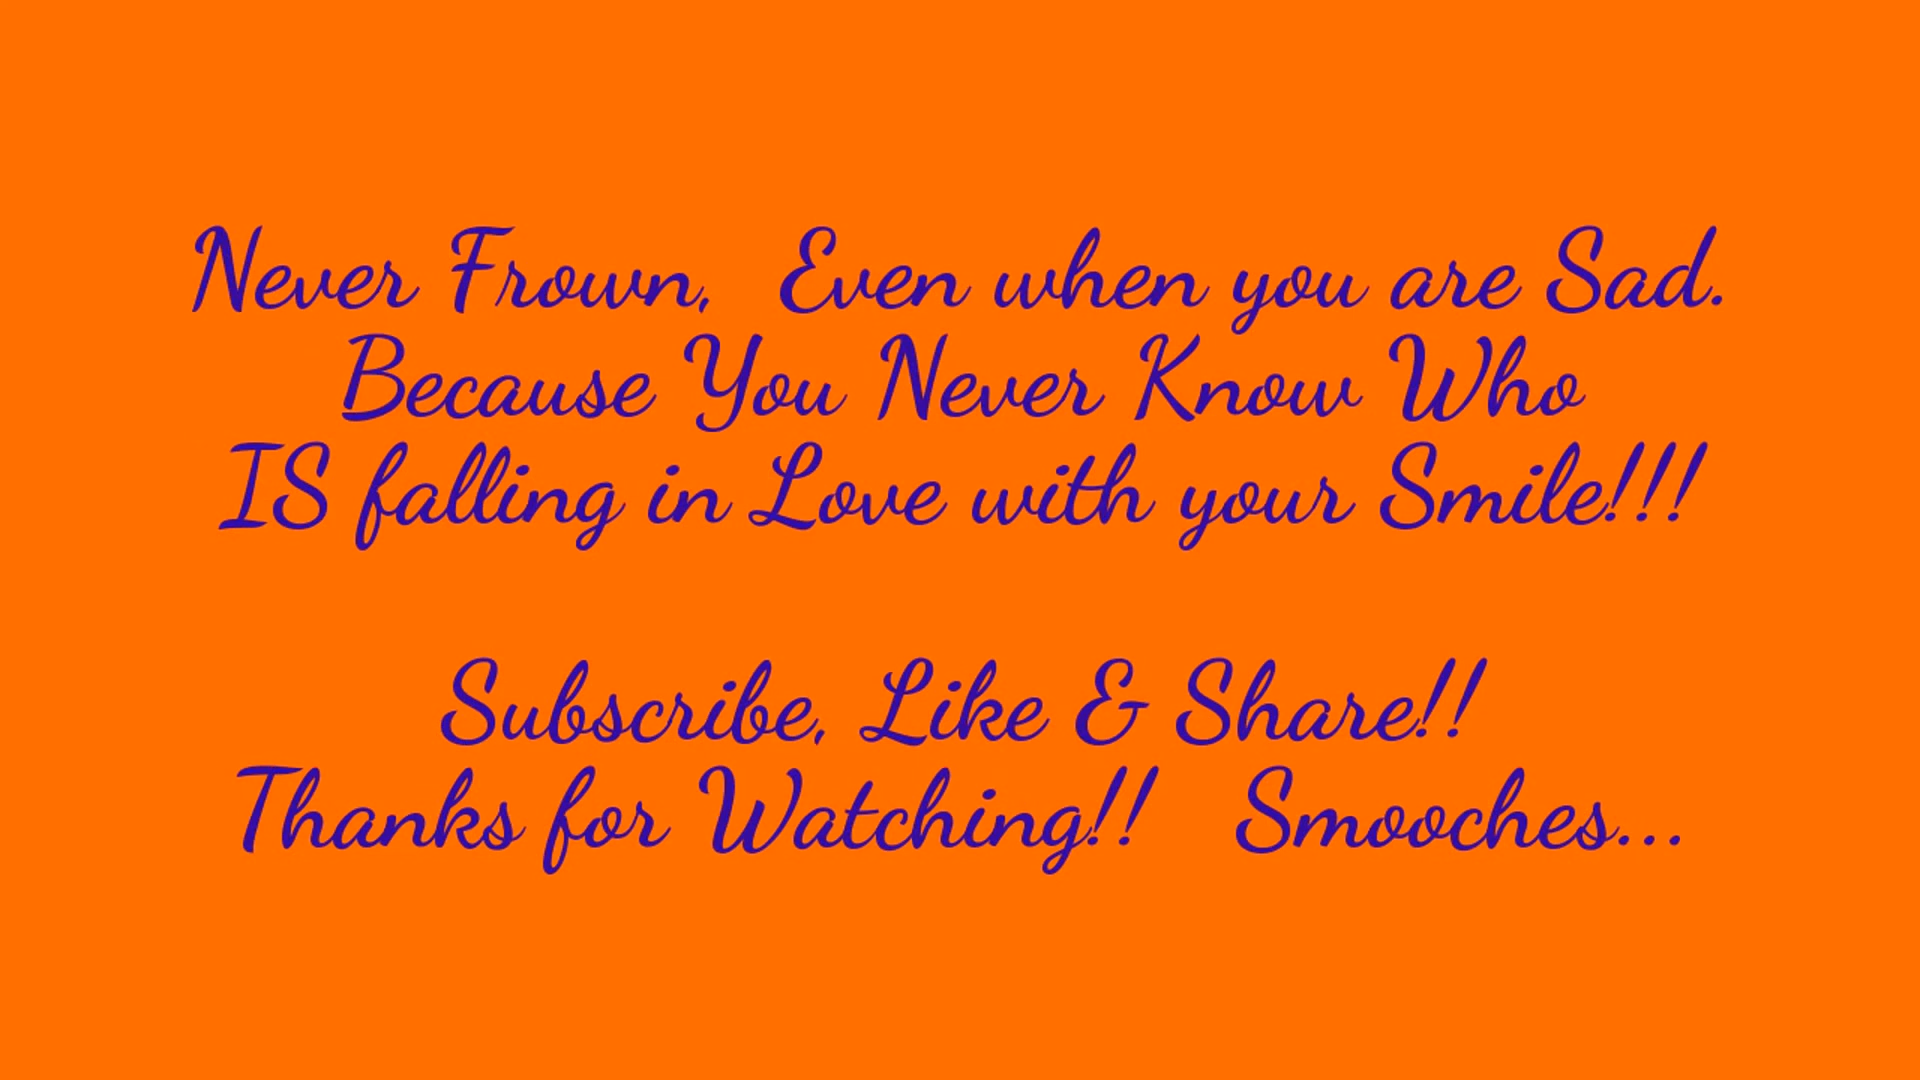 Never Frown,  Even when you are Sad.
Because You Never Know Who
IS falling in Love with your Smile!!!
Subscribe, Like & Share!!
Thanks for Watching!!   Smooches...